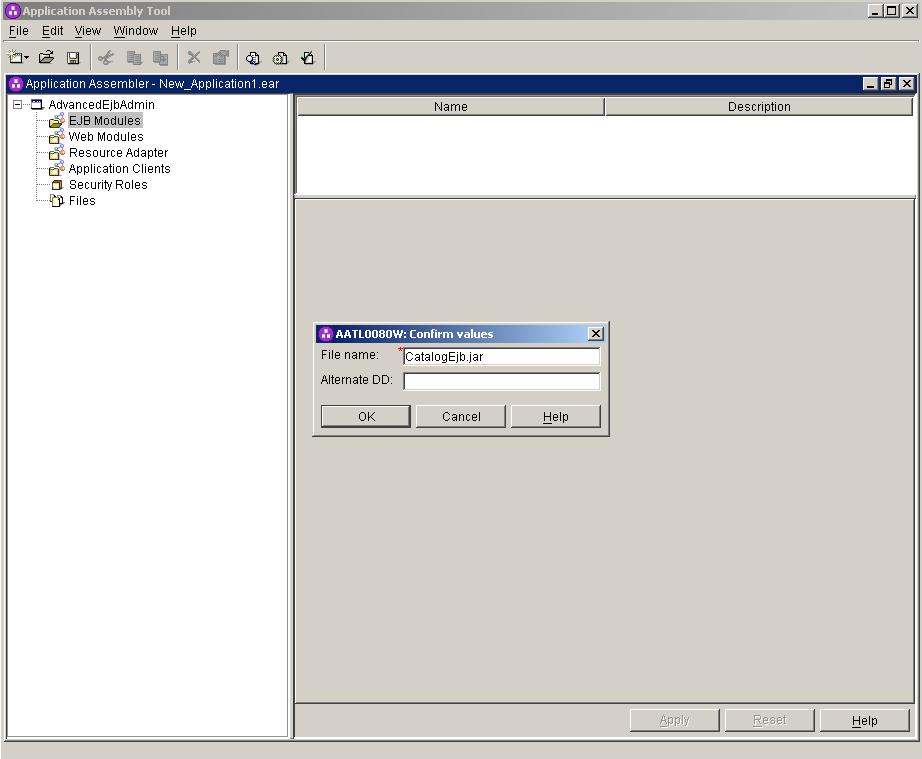 Application Assembly Tool
File Edit View Window Help
Application Assembler - New_Application1.ear
AdvancedEjbAdmin
EJB Modules
Web Modules
Resource Adapter
Application Clients
Security Roles
Files
Name Description
AATL0080W: Confirm values
File name: *CatalogEjb.jar
Alternate DD:
OK Cancel Help
Apply Reset Help